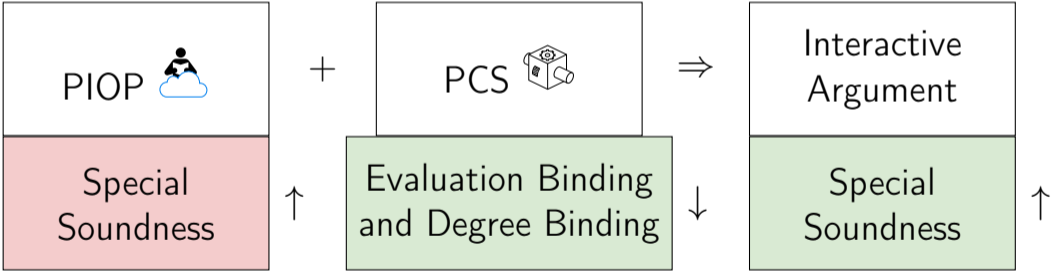 PIOP + PCS ⇒ Interactive Argument
Special Soundness ↑
Evaluation Binding and Degree Binding ↓
Special Soundness ↑